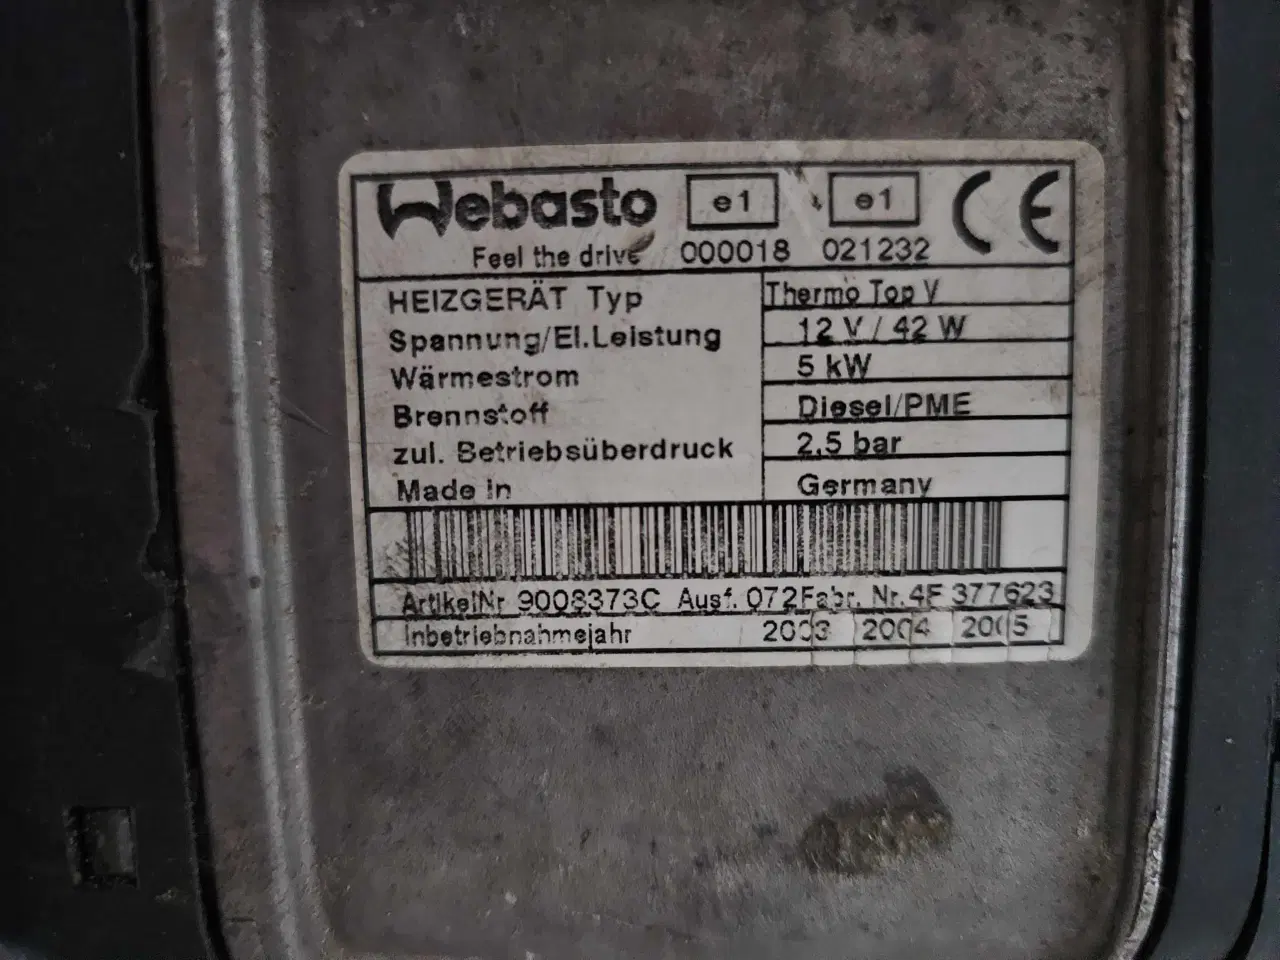 Webasto e1 e1 CE
Feel the drive 000018 021232
HEIZGERÄT Typ Thermo Top V
Spannung/El.Leistung 12 V / 42 W
Wärmestrom 5 kW
Brennstoff Diesel/PME
zul. Betriebsüberdruck 2,5 bar
Made in Germany
ArtikelNr 9008373C Ausf. 072 Fabr. Nr. 4F 377623
Inbetriebnahmejahr 2003 2004 2005